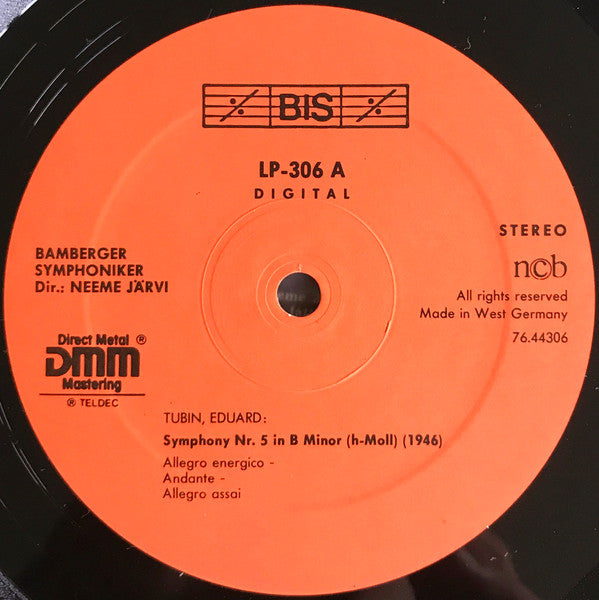 BIS
LP-306 A
DIGITAL
STEREO
ncb
All rights reserved
Made in West Germany
76.44306
BAMBERGER
SYMPHONIKER
Dir.: NEEME JÄRVI
Direct Metal ®
DMM
Mastering
® TELDEC
TUBIN, EDUARD:
Symphony Nr. 5 in B Minor (h-Moll) (1946)
Allegro energico -
Andante -
Allegro assai